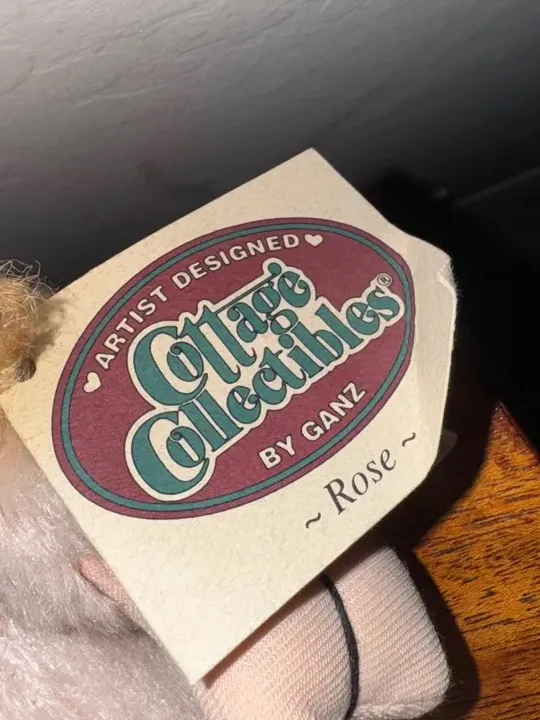 ARTIST DESIGNED
Cottage
Collectibles®
BY GANZ
~ Rose ~